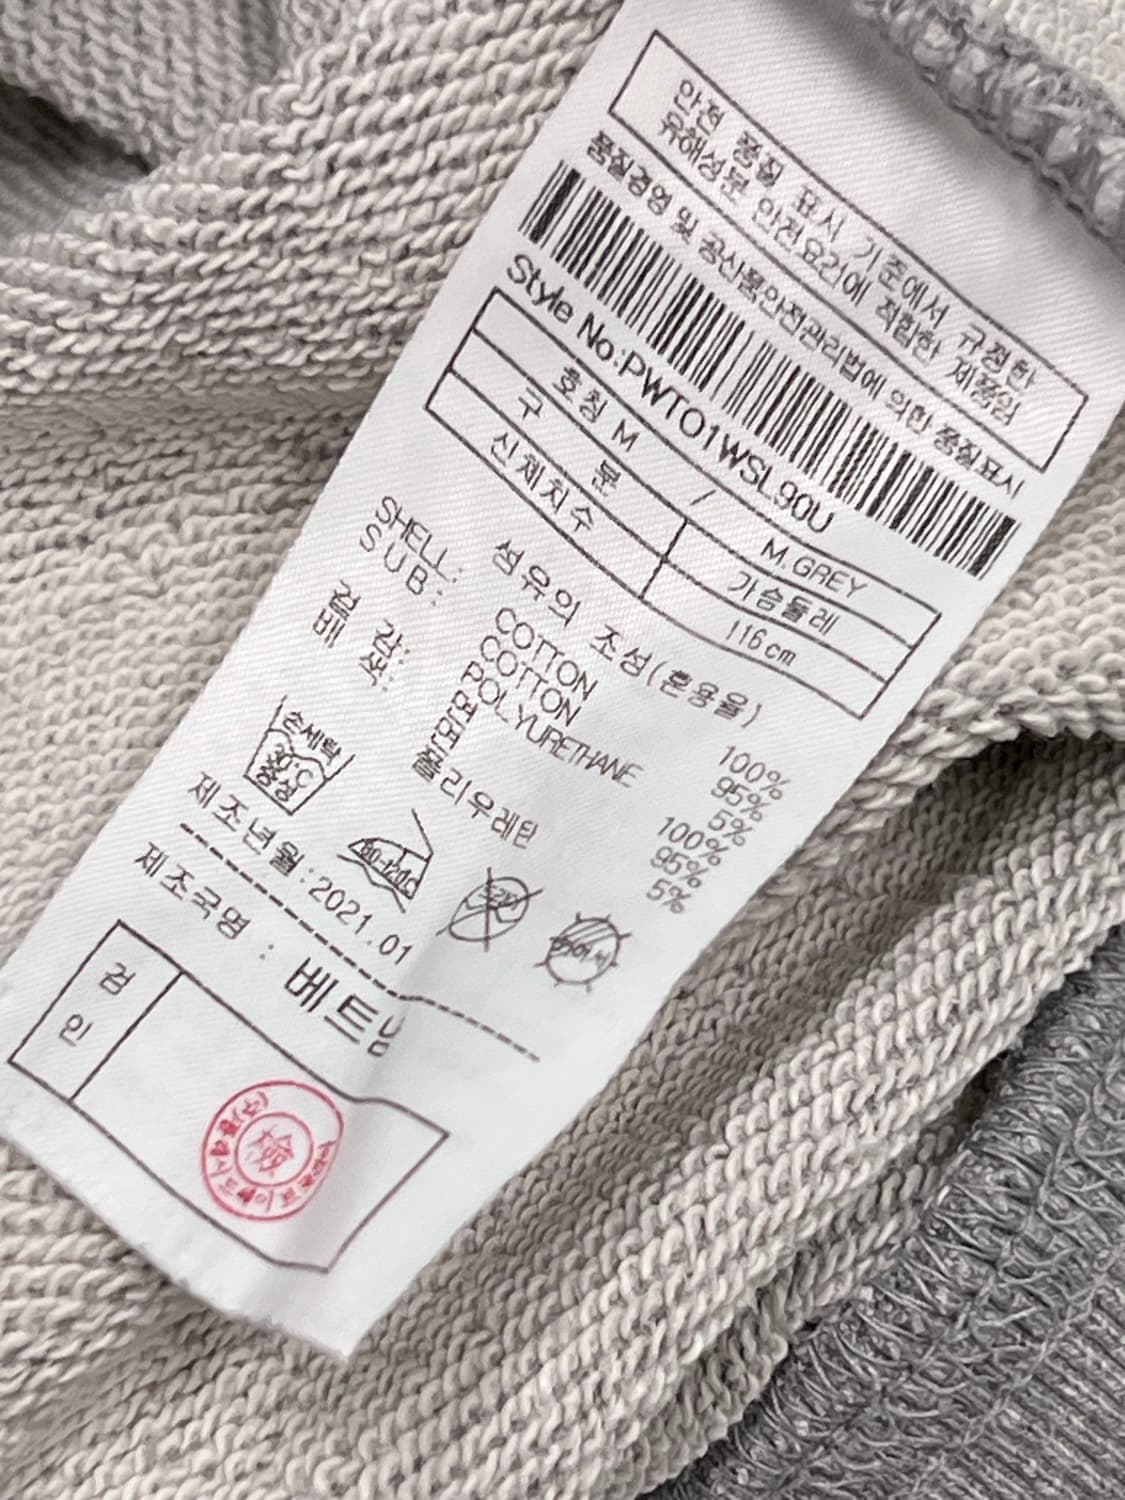 안전 품질 표시 기준에서 규정한
유해성분 안전요건에 적합한 제품임
품질경영 및 공산품안전관리법에 의한 품질표시
Style No:PWTO1WSL90U
호칭 M / M.GREY
구 분 가슴둘레
신체치수 116cm
섬유의 조성(혼용율)
SHELL: COTTON 100%
SUB: COTTON 95%
POLYURETHANE 5%
겉 감: 면 100%
배 색: 면 95%
폴리우레탄 5%
손세탁
80-120℃
제조년월:2021.01
제조국명 : 베트남
검
인
檢